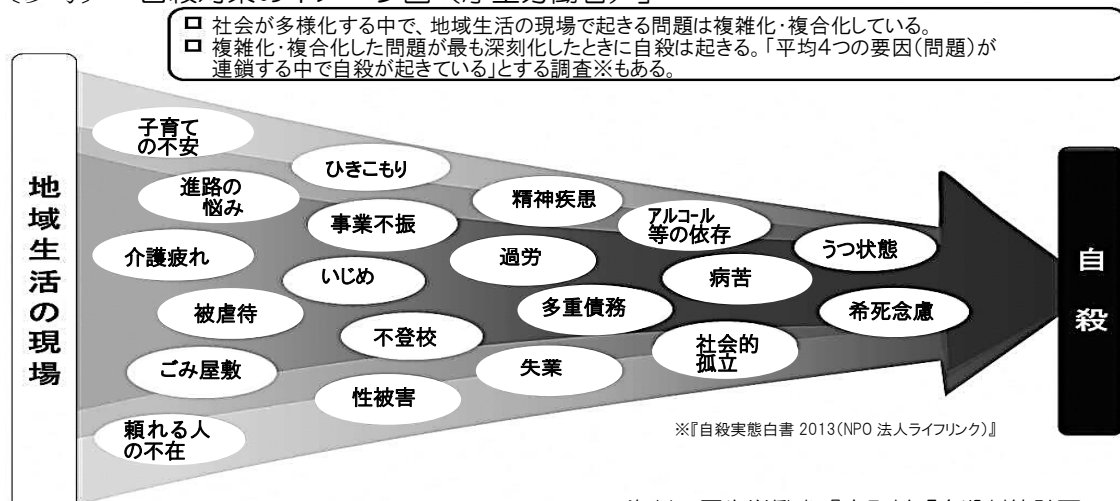 □ 社会が多様化する中で、地域生活の現場で起きる問題は複雑化・複合化している。
□ 複雑化・複合化した問題が最も深刻化したときに自殺は起きる。「平均4つの要因(問題)が
連鎖する中で自殺が起きている」とする調査※もある。
地域生活の現場
子育て
の不安
進路の
悩み
介護疲れ
被虐待
ごみ屋敷
頼れる人
の不在
ひきこもり
事業不振
いじめ
不登校
性被害
精神疾患
過労
多重債務
失業
アルコール
等の依存
病苦
社会的
孤立
うつ状態
希死念慮
自殺
※『自殺実態白書 2013(NPO 法人ライフリンク)』